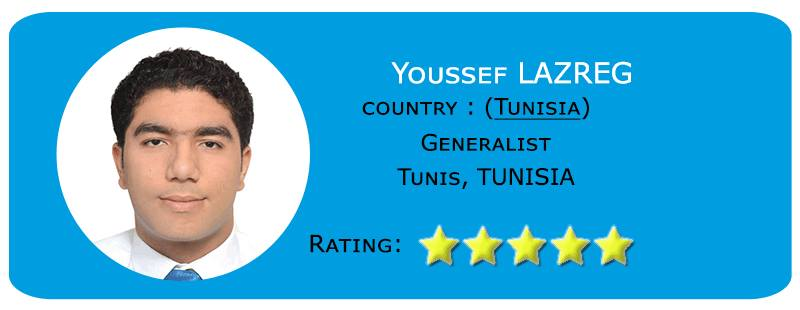 Youssef LAZREG
country : (Tunisia)
Generalist
Tunis, TUNISIA
Rating: